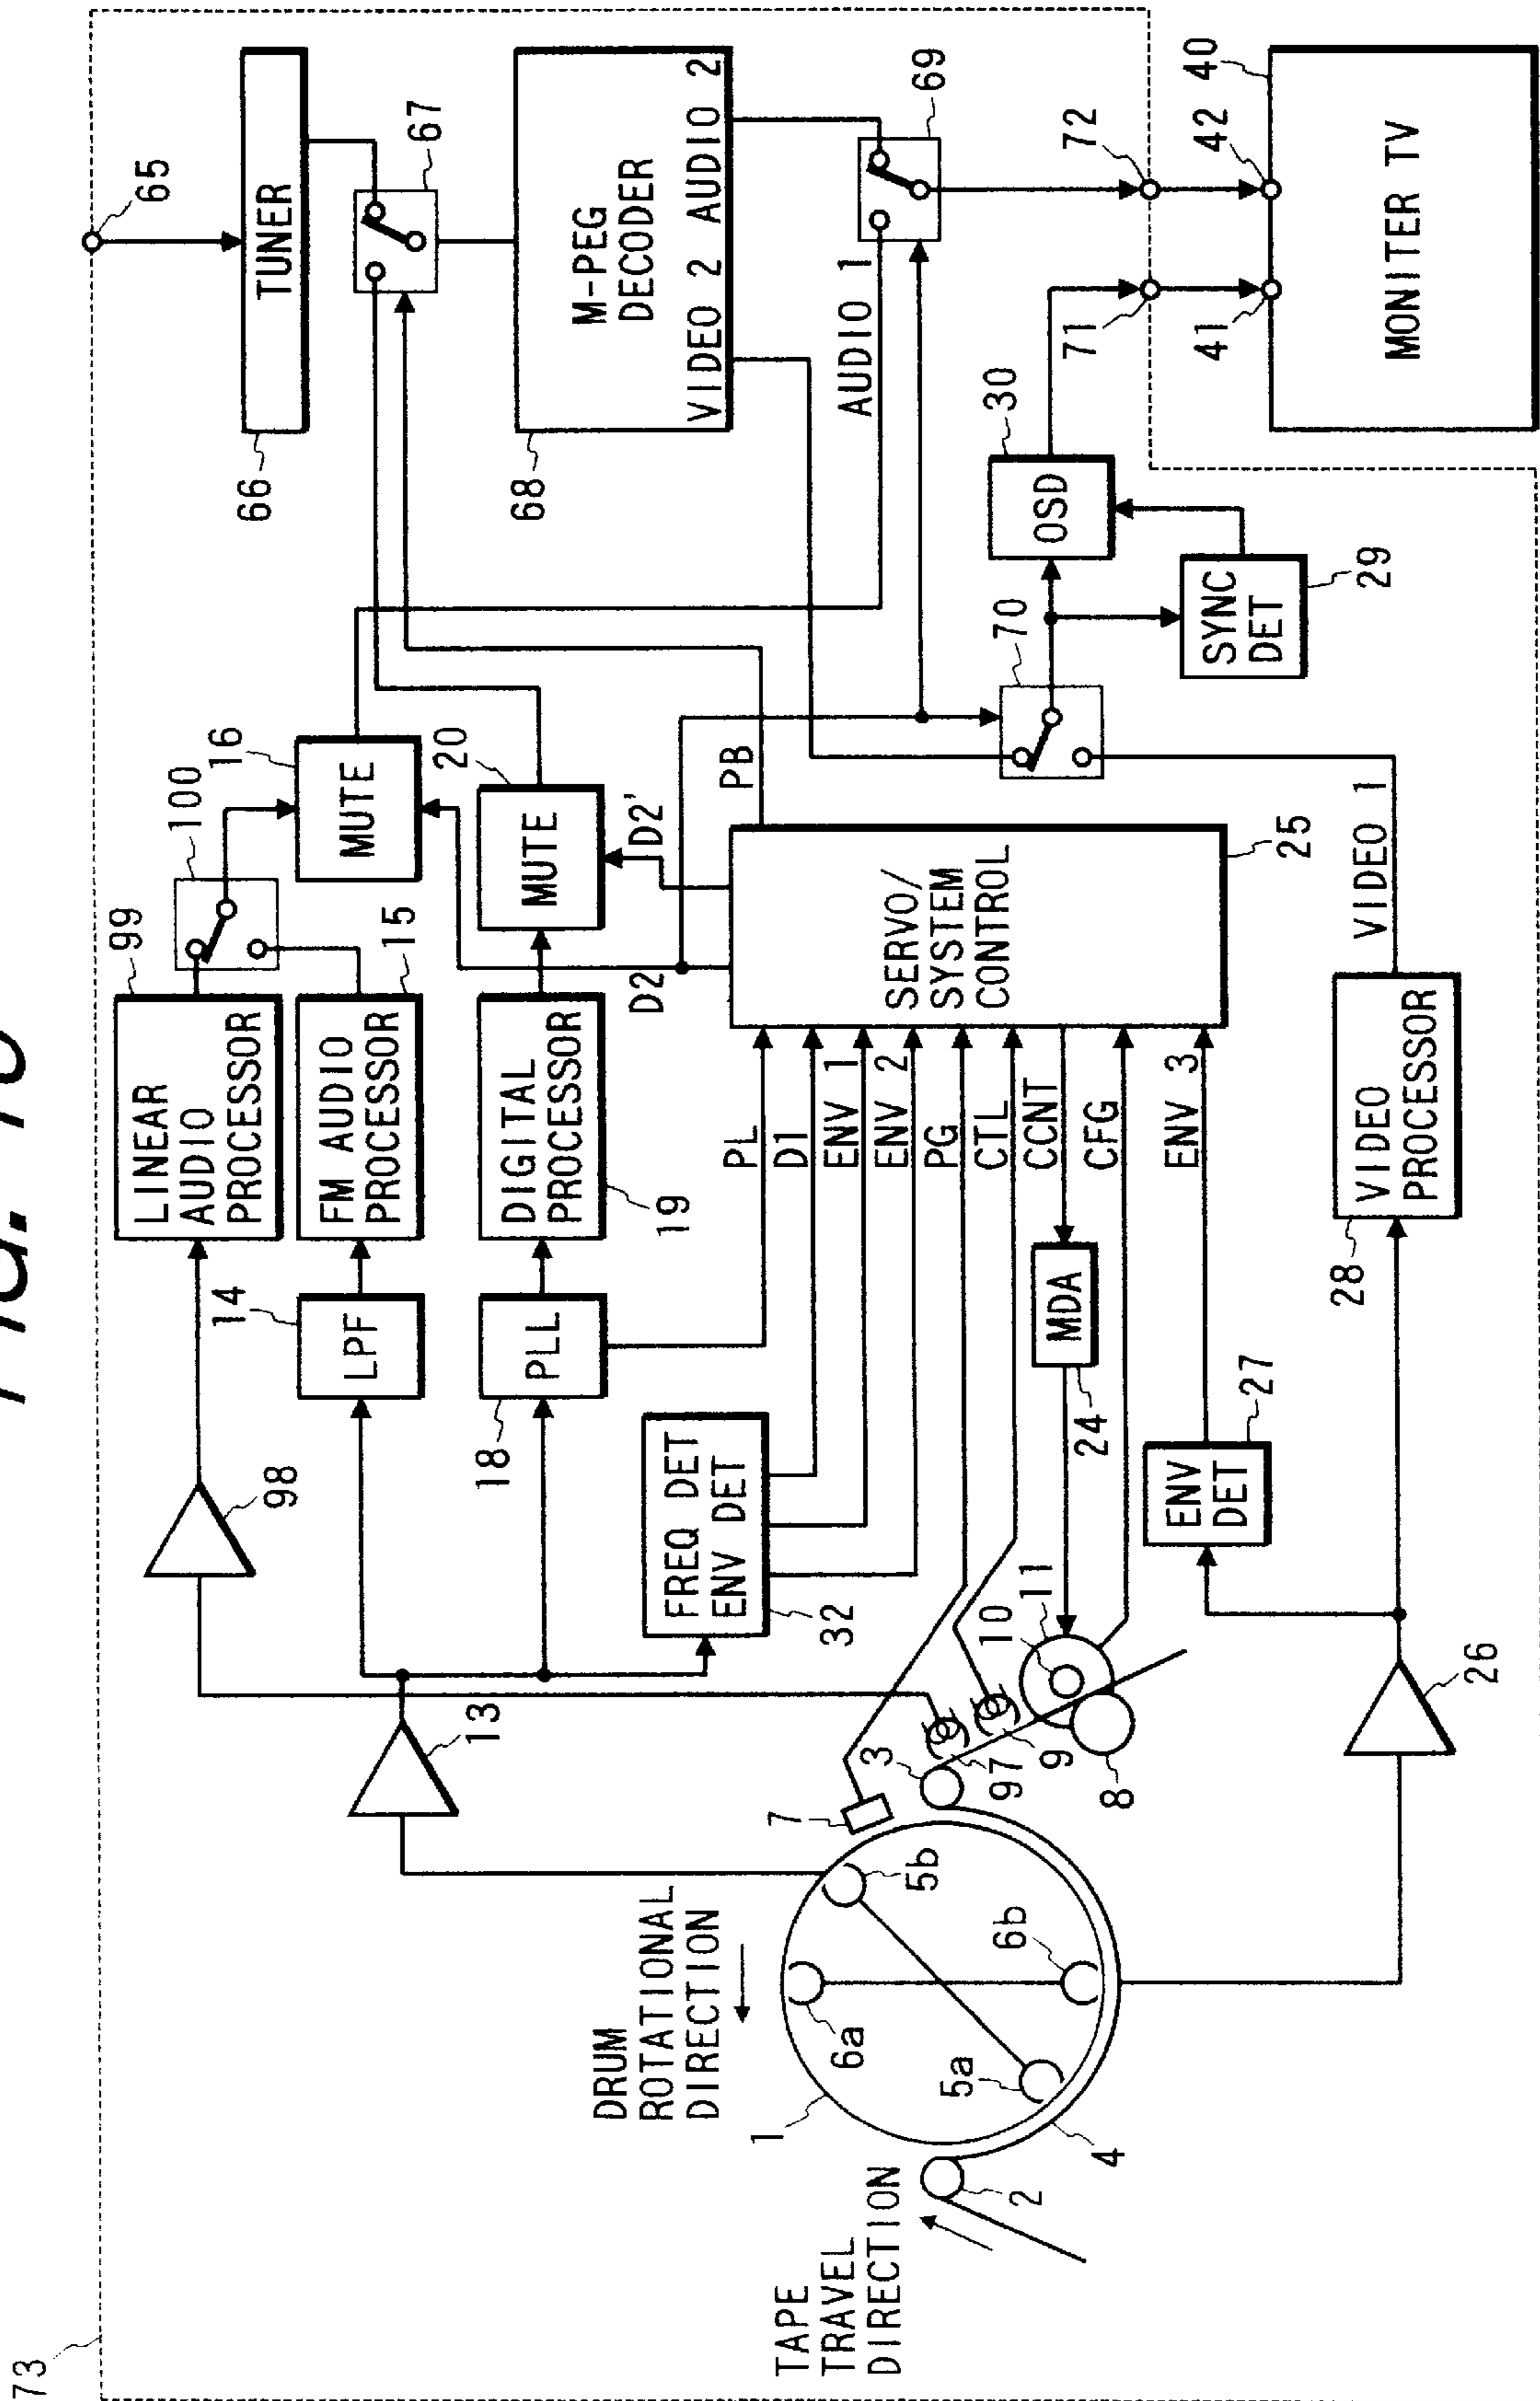 73
65
TUNER
66
67
M-PEG
DECODER
VIDEO 2 AUDIO 2
68
69
AUDIO 1
72
71
42
41
40
MONITER TV
30
OSD
SYNC
DET
29
70
16
MUTE
100
20
MUTE
D2'
PB
D2
99
LINEAR
AUDIO
PROCESSOR
15
FM AUDIO
PROCESSOR
DIGITAL
PROCESSOR
19
SERVO/
SYSTEM
CONTROL
25
PL
D1
ENV 1
ENV 2
PG
CTL
CCNT
CFG
ENV 3
VIDEO 1
VIDEO
PROCESSOR
28
14
LPF
18
PLL
MDA
24
98
FREQ DET
ENV DET
32
ENV
DET
27
13
26
10
11
3
97
9
8
7
5b
6b
6a
5a
1
4
2
DRUM
ROTATIONAL
DIRECTION
TAPE
TRAVEL
DIRECTION